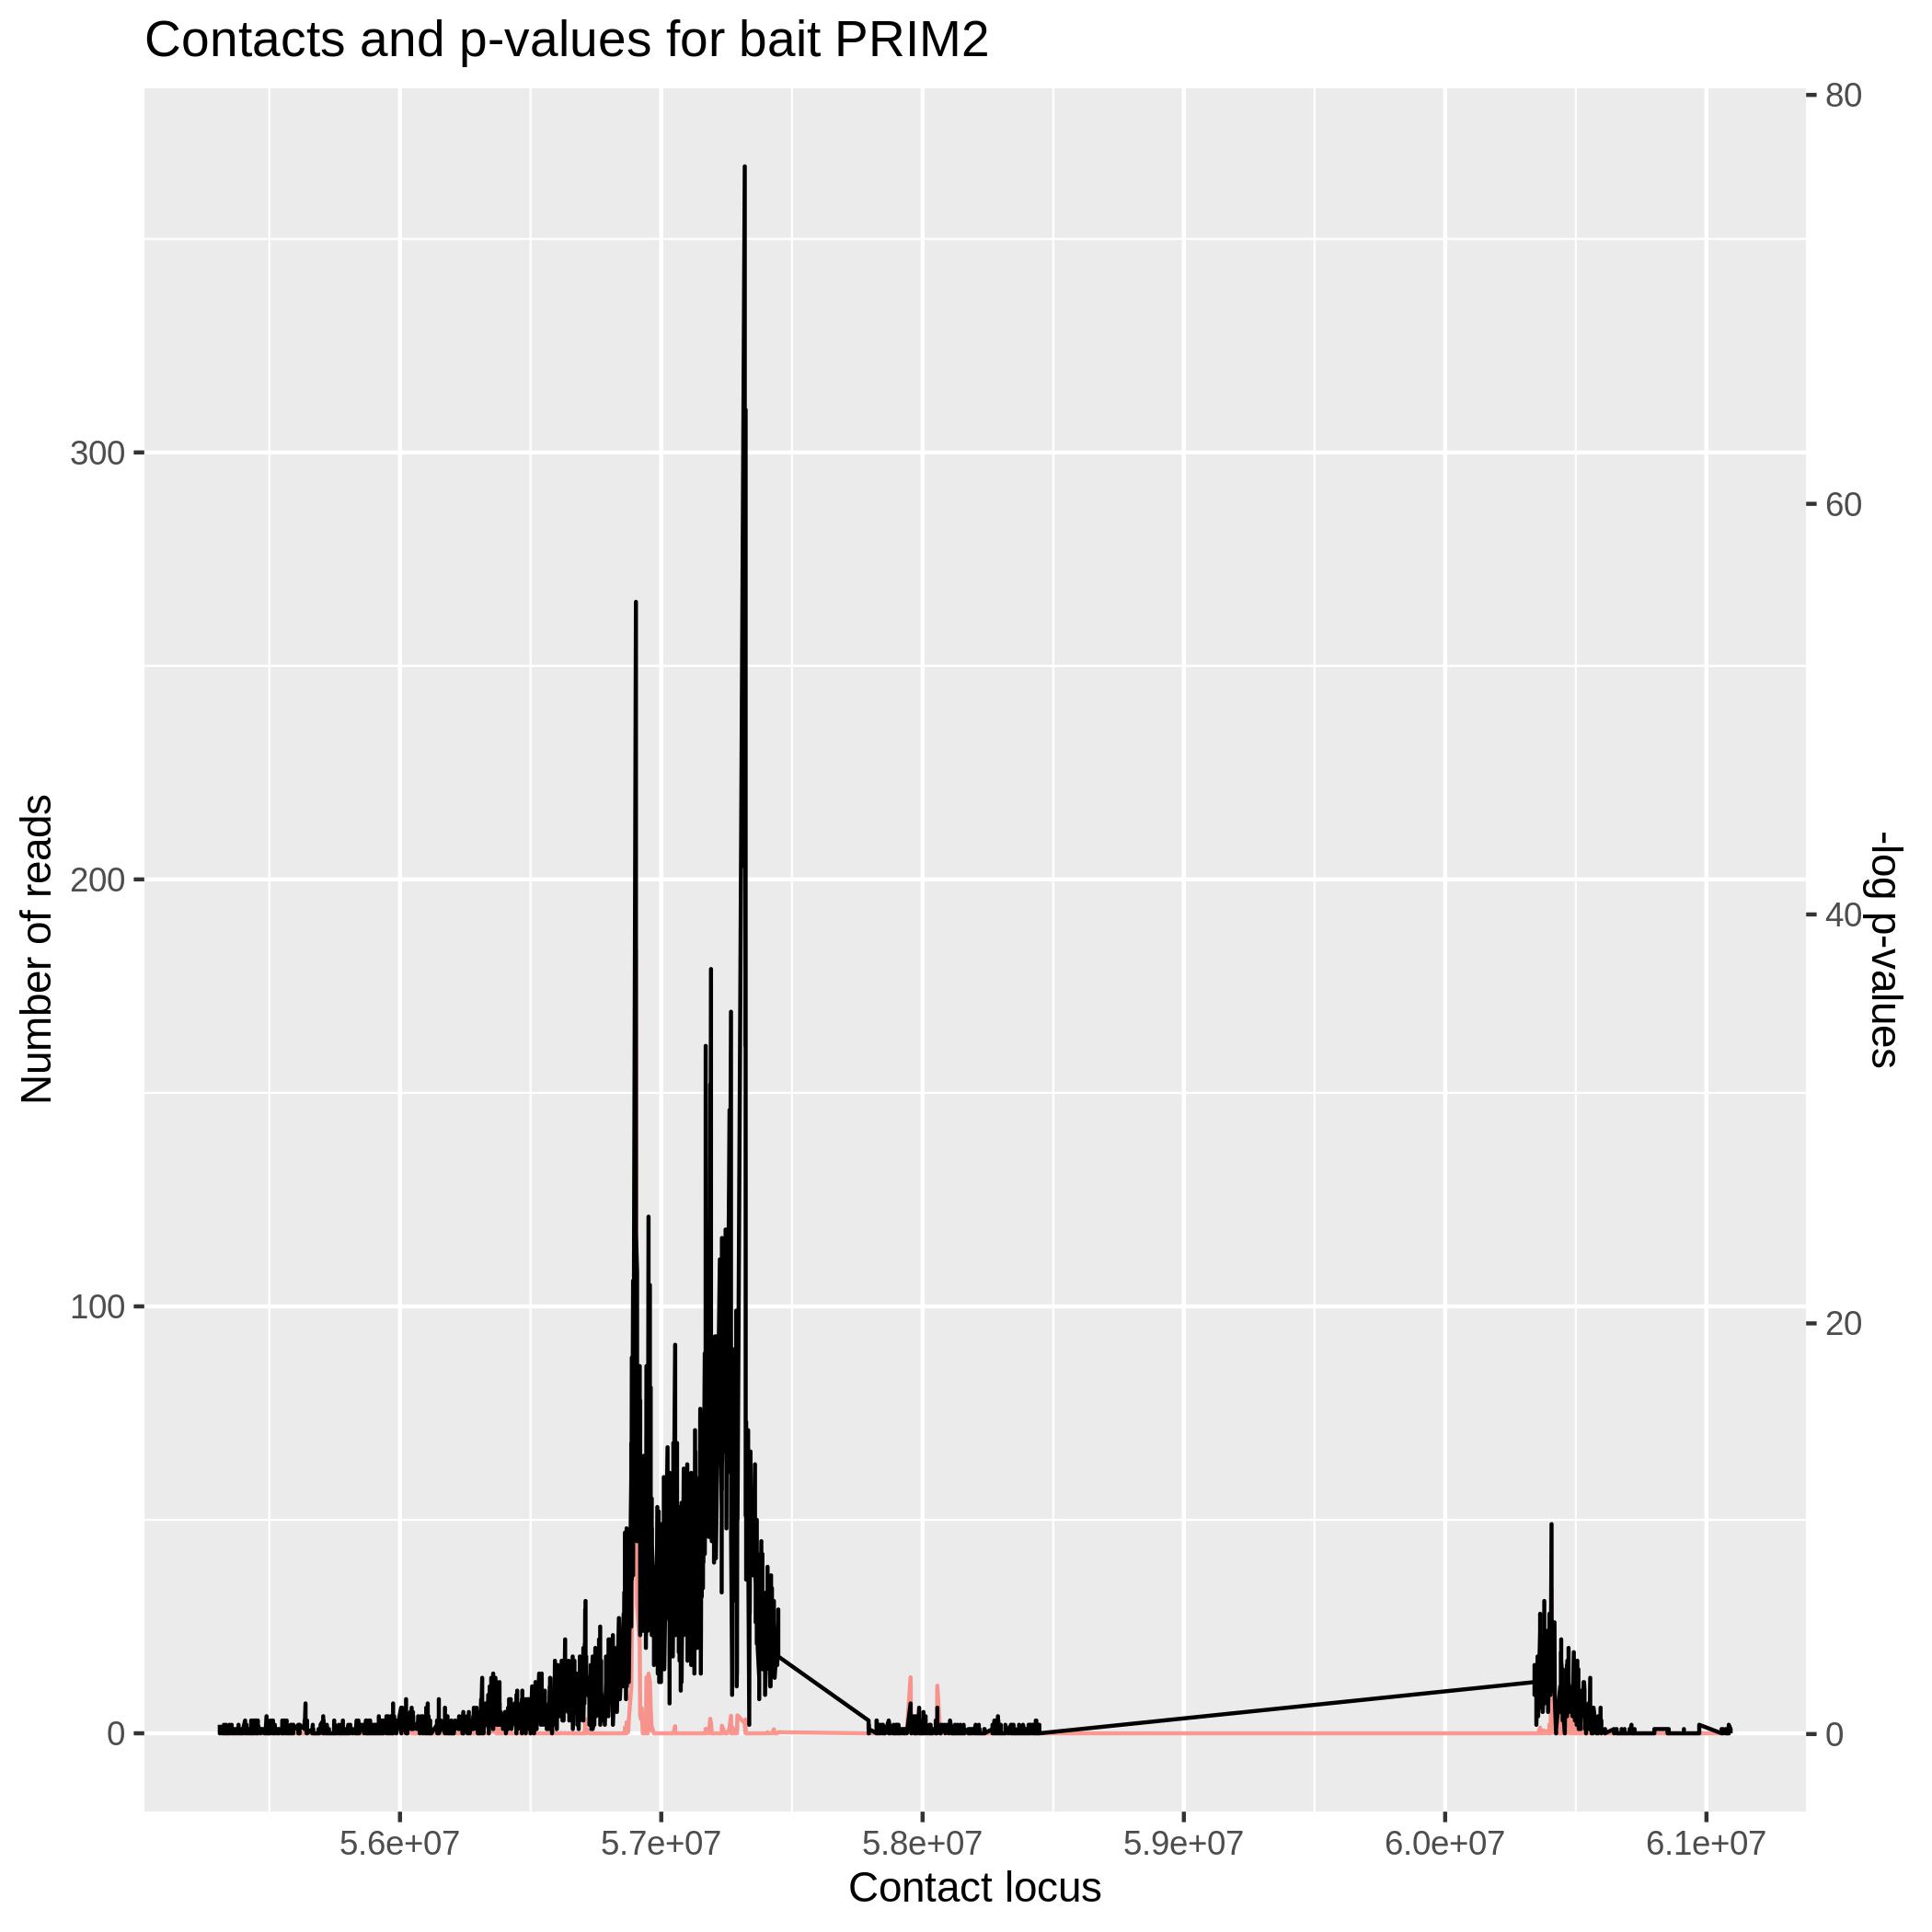 Contacts and p-values for bait PRIM2
80
300
60
Number of reads
200
40
-log p-values
100
20
0
0
5.6e+07
5.7e+07
5.8e+07
5.9e+07
6.0e+07
6.1e+07
Contact locus